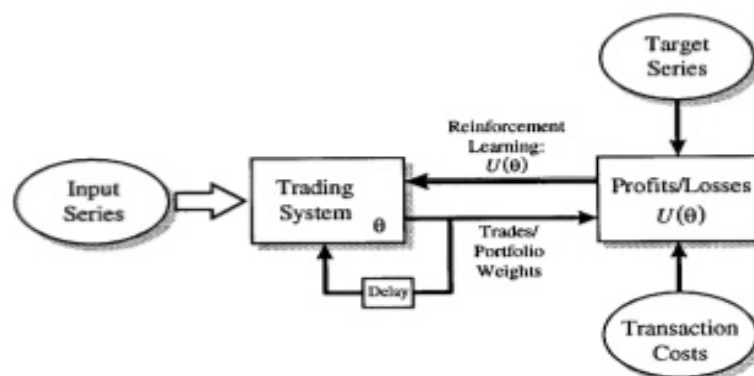 Target
Series
Reinforcement
Learning:
U(θ)
Input
Series
Trading
System
θ
Profits/Losses
U(θ)
Trades/
Portfolio
Weights
Delay
Transaction
Costs